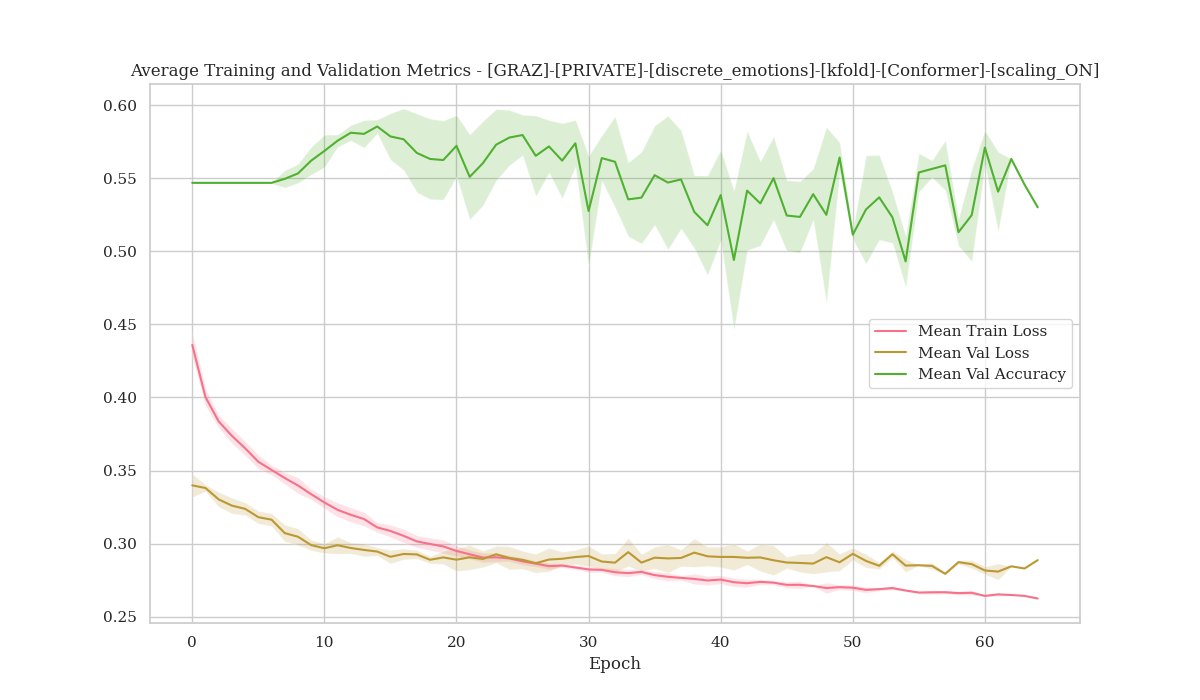 Average Training and Validation Metrics - [GRAZ]-[PRIVATE]-[discrete_emotions]-[kfold]-[Conformer]-[scaling_ON]
0.60
0.55
0.50
0.45
0.40
0.35
0.30
0.25
Mean Train Loss
Mean Val Loss
Mean Val Accuracy
0 10 20 30 40 50 60
Epoch